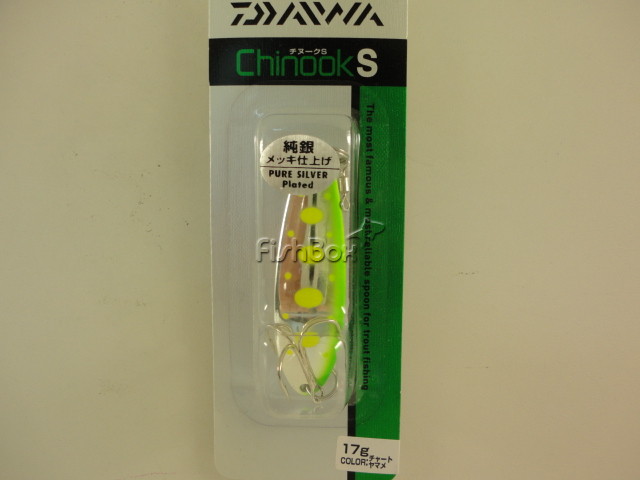 DAIWA
チヌークS
Chinook S
純銀
メッキ仕上げ
PURE SILVER
Plated
The most famous & most reliable spoon for trout fishing
FishBox
17g
COLOR:チャート
ヤマメ